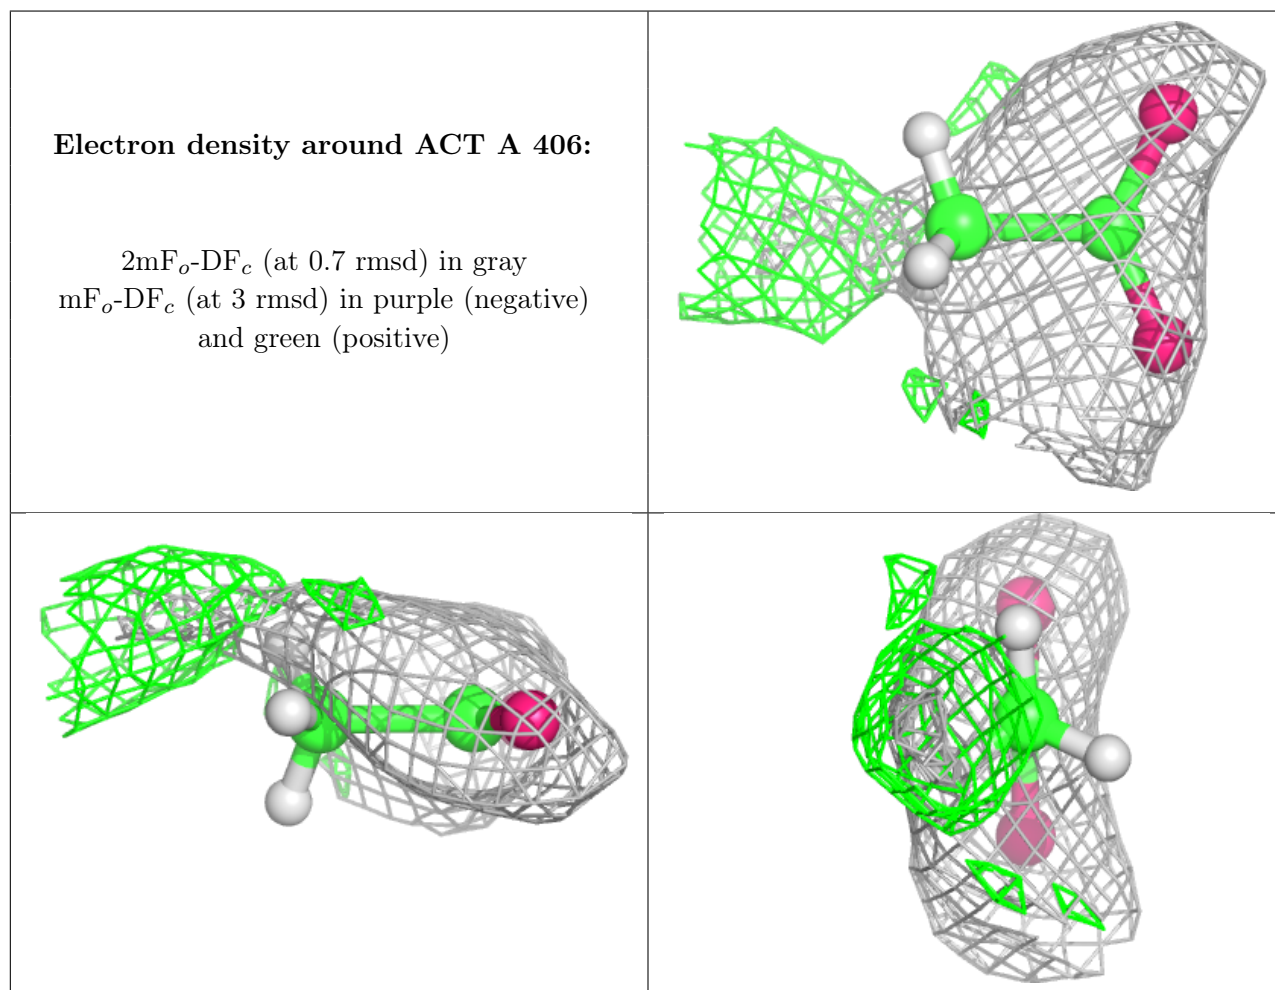 Electron density around ACT A 406:
2mFo-DFc (at 0.7 rmsd) in gray
mFo-DFc (at 3 rmsd) in purple (negative)
and green (positive)